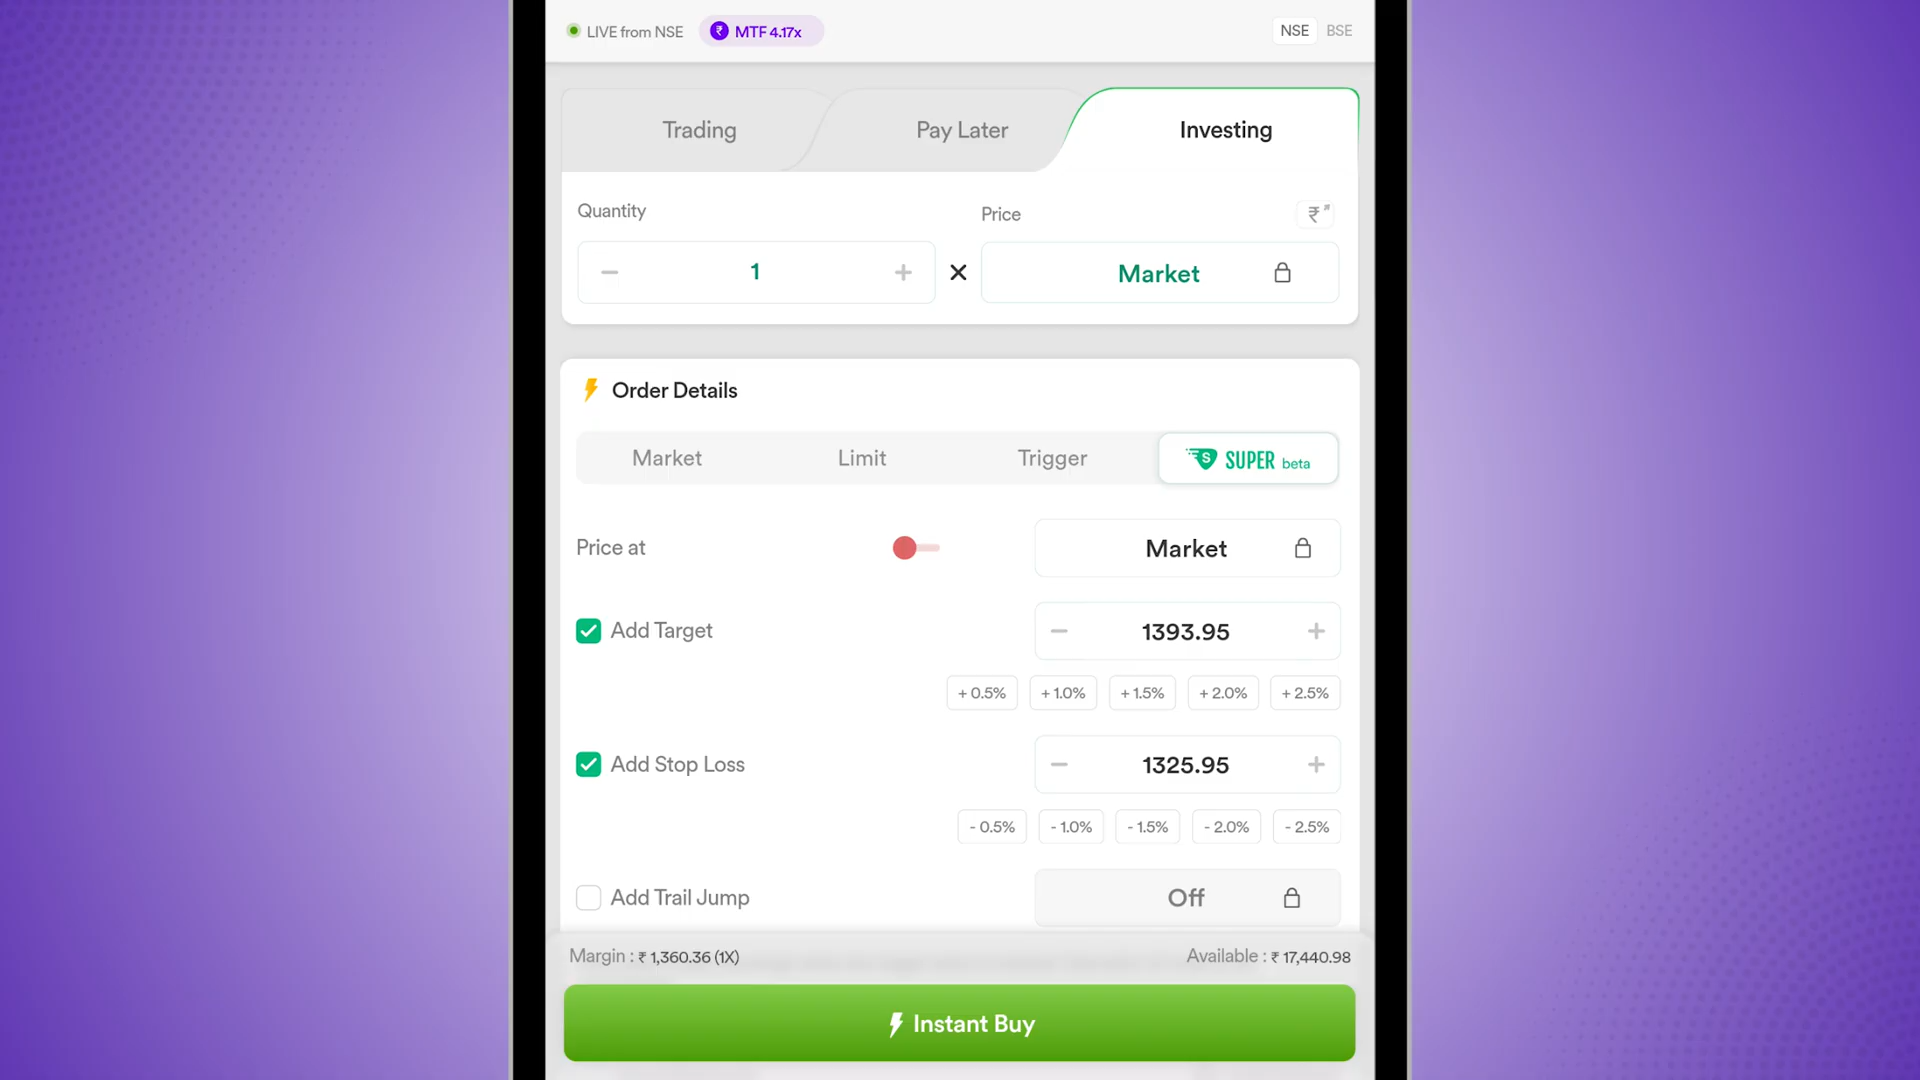 LIVE from NSE
₹ MTF 4.17x
NSE BSE
Trading Pay Later Investing
Quantity
Price
₹
− 1 + × Market
Order Details
Market Limit Trigger S SUPER beta
Price at Market
Add Target − 1393.95 +
+ 0.5% + 1.0% + 1.5% + 2.0% + 2.5%
Add Stop Loss − 1325.95 +
- 0.5% - 1.0% - 1.5% - 2.0% - 2.5%
Add Trail Jump Off
Margin : ₹ 1,360.36 (1X) Available : ₹ 17,440.98
Instant Buy